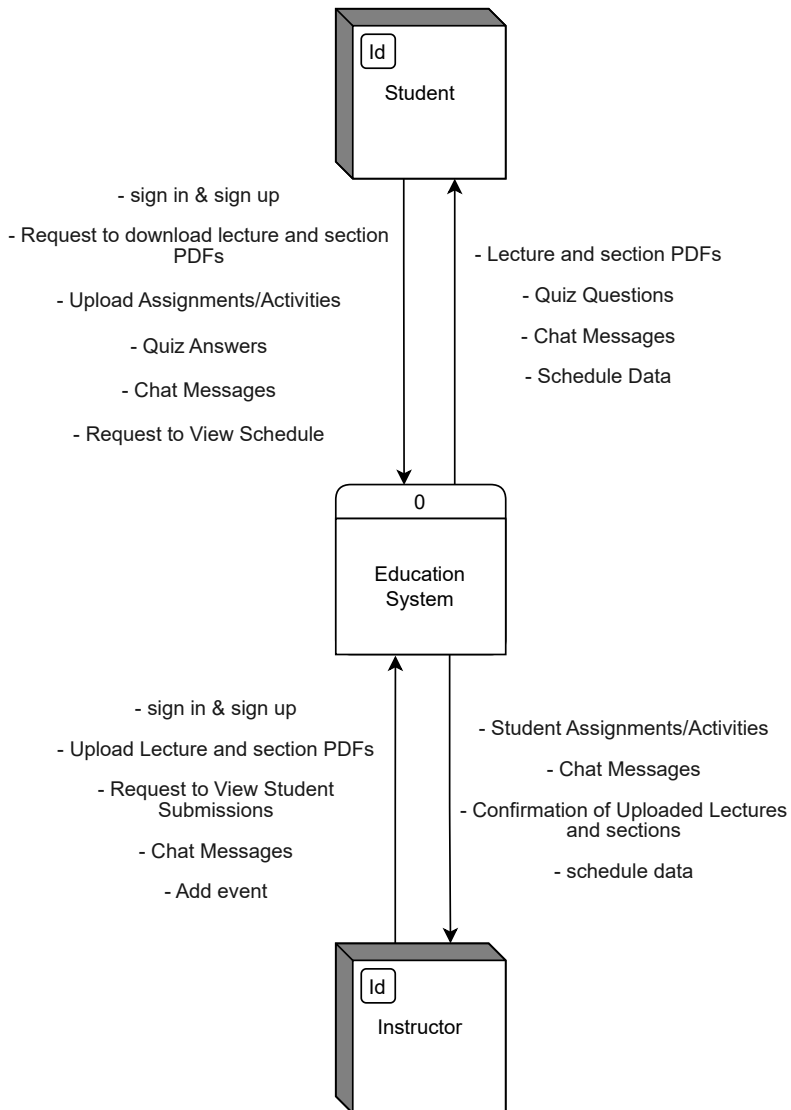 Id
Student
- sign in & sign up
- Request to download lecture and section
PDFs
- Upload Assignments/Activities
- Quiz Answers
- Chat Messages
- Request to View Schedule
- Lecture and section PDFs
- Quiz Questions
- Chat Messages
- Schedule Data
0
Education
System
- sign in & sign up
- Upload Lecture and section PDFs
- Request to View Student
Submissions
- Chat Messages
- Add event
- Student Assignments/Activities
- Chat Messages
- Confirmation of Uploaded Lectures
and sections
- schedule data
Id
Instructor